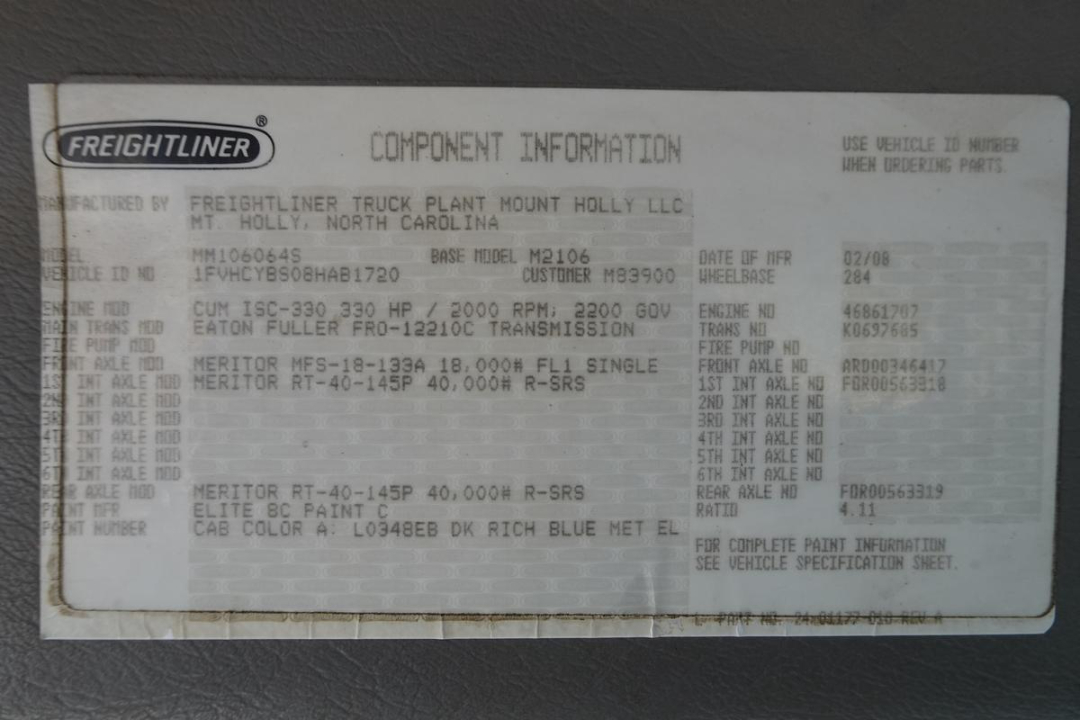 FREIGHTLINER ®
COMPONENT INFORMATION
USE VEHICLE ID NUMBER
WHEN ORDERING PARTS.
MANUFACTURED BY FREIGHTLINER TRUCK PLANT MOUNT HOLLY LLC
MT. HOLLY, NORTH CAROLINA
MODEL MM106064S BASE MODEL M2106 DATE OF MFR 02/08
VEHICLE ID NO 1FVHCYBS08HAB1720 CUSTOMER M83900 WHEELBASE 284
ENGINE MOD CUM ISC-330 330 HP / 2000 RPM; 2200 GOV ENGINE NO 46861707
MAIN TRANS MOD EATON FULLER FRO-12210C TRANSMISSION TRANS NO K0697605
FIRE PUMP MOD FIRE PUMP NO
FRONT AXLE MOD MERITOR MFS-18-133A 18,000# FL1 SINGLE FRONT AXLE NO ARD00346417
1ST INT AXLE MOD MERITOR RT-40-145P 40,000# R-SRS 1ST INT AXLE NO FOR00563318
2ND INT AXLE MOD 2ND INT AXLE NO
3RD INT AXLE MOD 3RD INT AXLE NO
4TH INT AXLE MOD 4TH INT AXLE NO
5TH INT AXLE MOD 5TH INT AXLE NO
6TH INT AXLE MOD 6TH INT AXLE NO
REAR AXLE MOD MERITOR RT-40-145P 40,000# R-SRS REAR AXLE NO FOR00563319
PAINT MFR ELITE BC PAINT C RATIO 4.11
PAINT NUMBER CAB COLOR A: L0348EB DK RICH BLUE MET EL
FOR COMPLETE PAINT INFORMATION
SEE VEHICLE SPECIFICATION SHEET.
PART NO. 24-01177-010 REV A